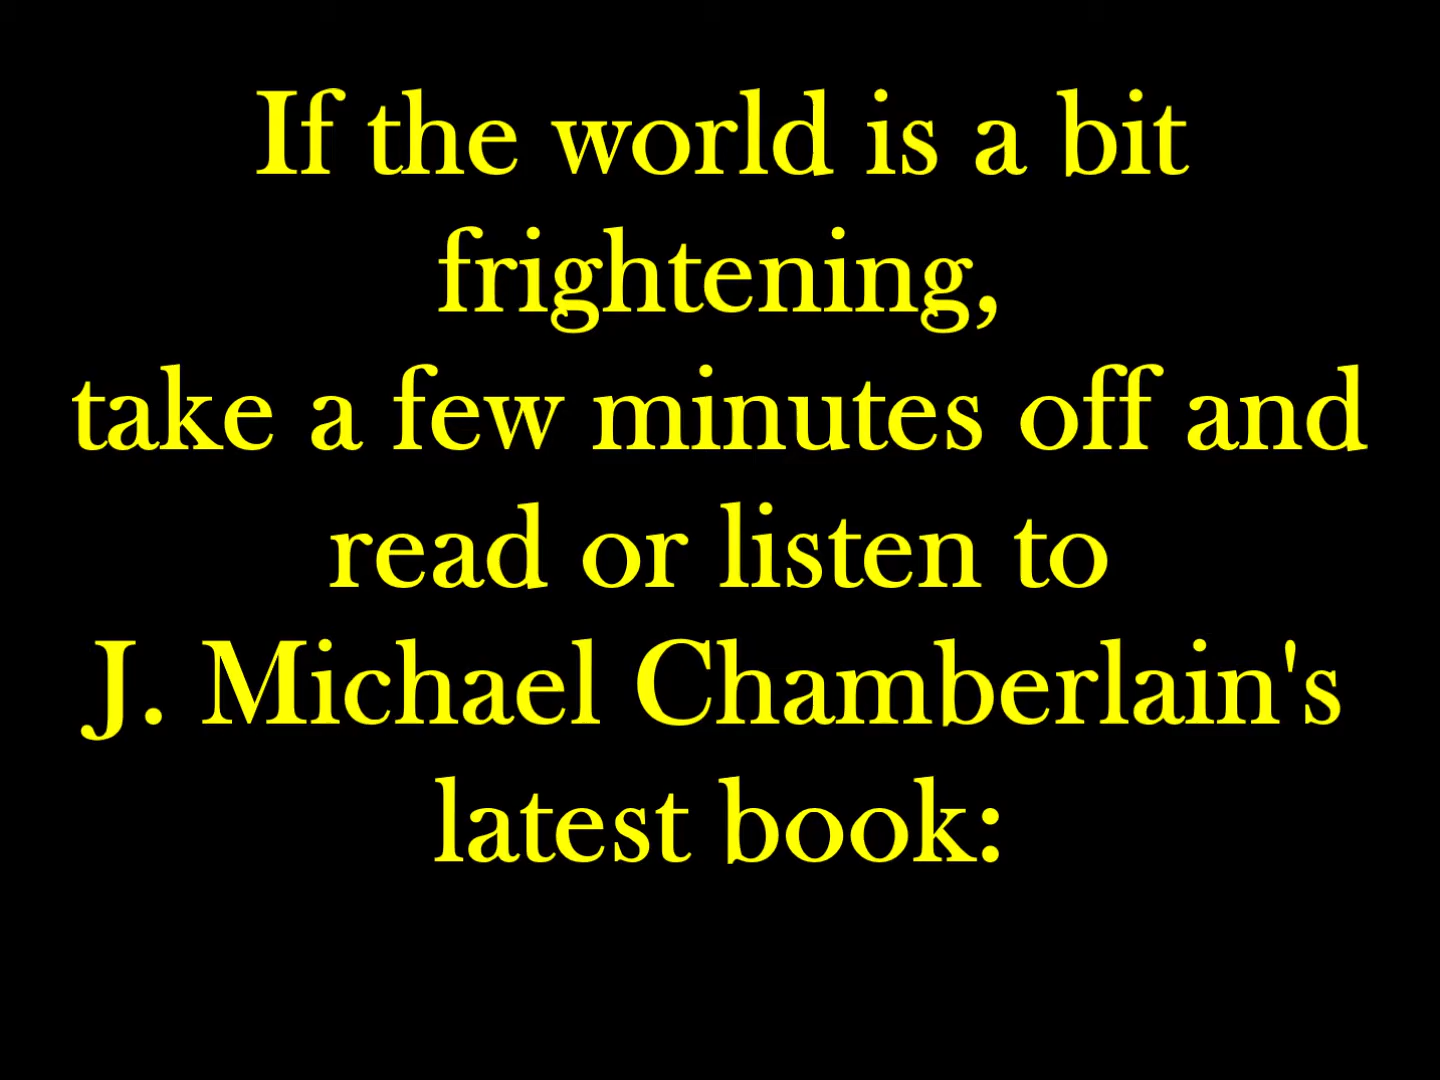 If the world is a bit
frightening,
take a few minutes off and
read or listen to
J. Michael Chamberlain's
latest book: